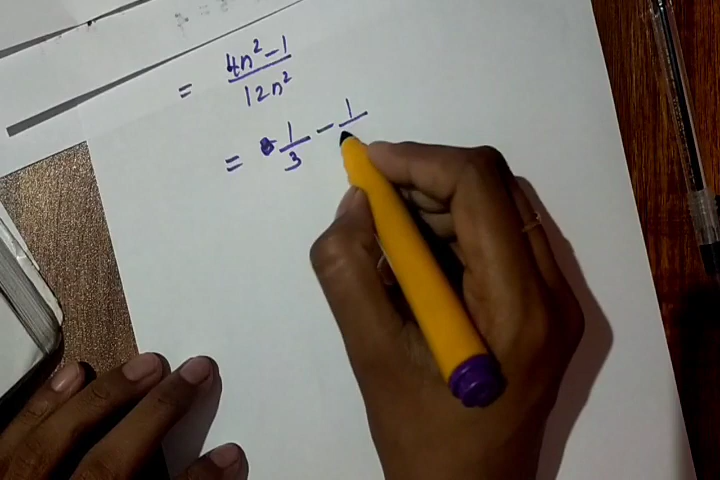 = 4n² - 1 / 12n²
= 1/3 - 1/